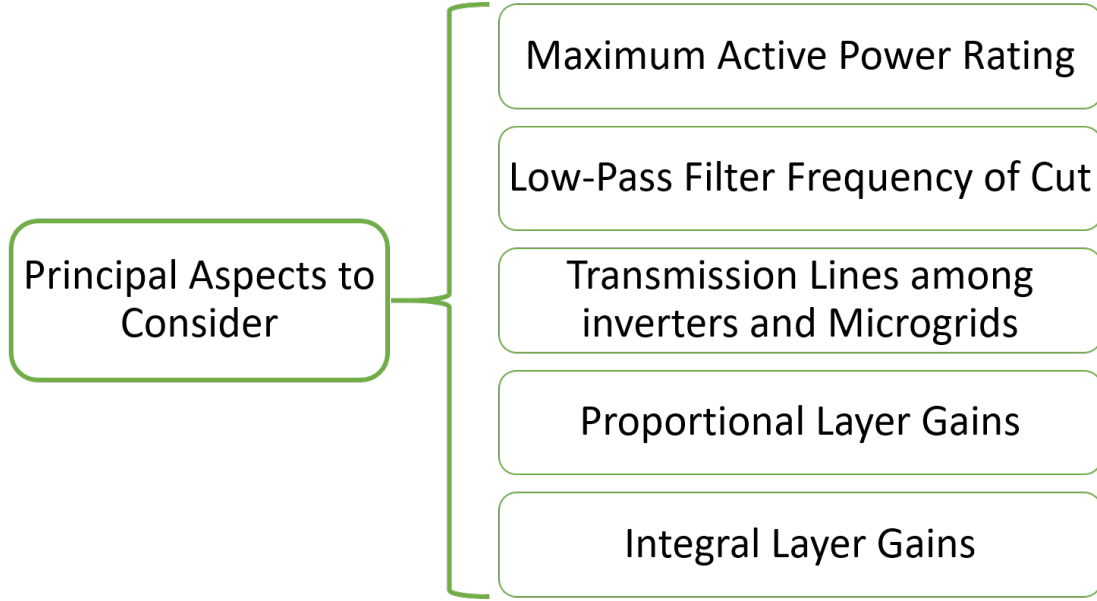 Principal Aspects to
Consider
Maximum Active Power Rating
Low-Pass Filter Frequency of Cut
Transmission Lines among
inverters and Microgrids
Proportional Layer Gains
Integral Layer Gains